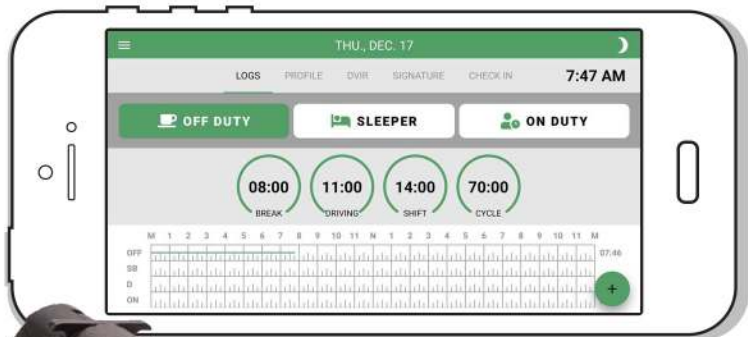 THU., DEC. 17
LOGS PROFILE DVIR SIGNATURE CHECK IN 7:47 AM
OFF DUTY SLEEPER ON DUTY
08:00 11:00 14:00 70:00
BREAK DRIVING SHIFT CYCLE
M 1 2 3 4 5 6 7 8 9 10 11 N 1 2 3 4 5 6 7 8 9 10 11 M
OFF 07:46
SB
D
ON +